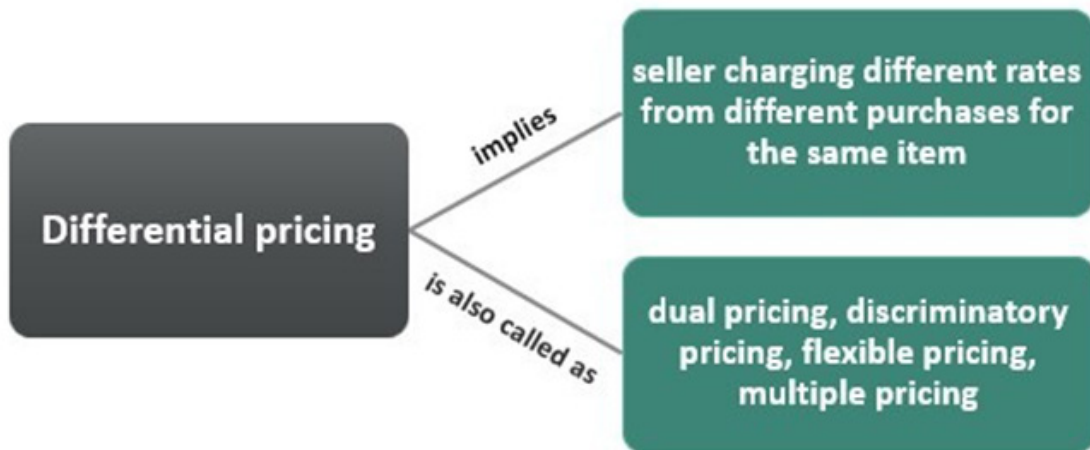 Differential pricing
implies
seller charging different rates
from different purchases for
the same item
is also called as
dual pricing, discriminatory
pricing, flexible pricing,
multiple pricing